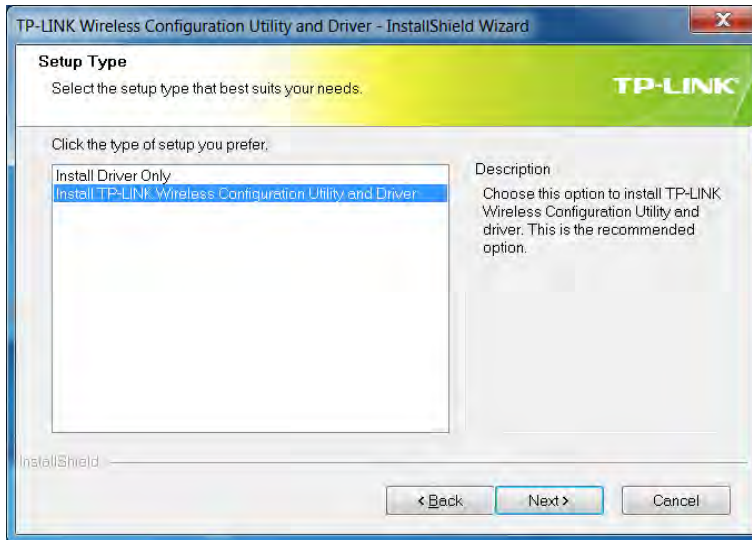 TP-LINK Wireless Configuration Utility and Driver - InstallShield Wizard
Setup Type
Select the setup type that best suits your needs.
TP-LINK
Click the type of setup you prefer.
Install Driver Only
Install TP-LINK Wireless Configuration Utility and Driver
Description
Choose this option to install TP-LINK
Wireless Configuration Utility and
driver. This is the recommended
option.
InstallShield
< Back
Next >
Cancel